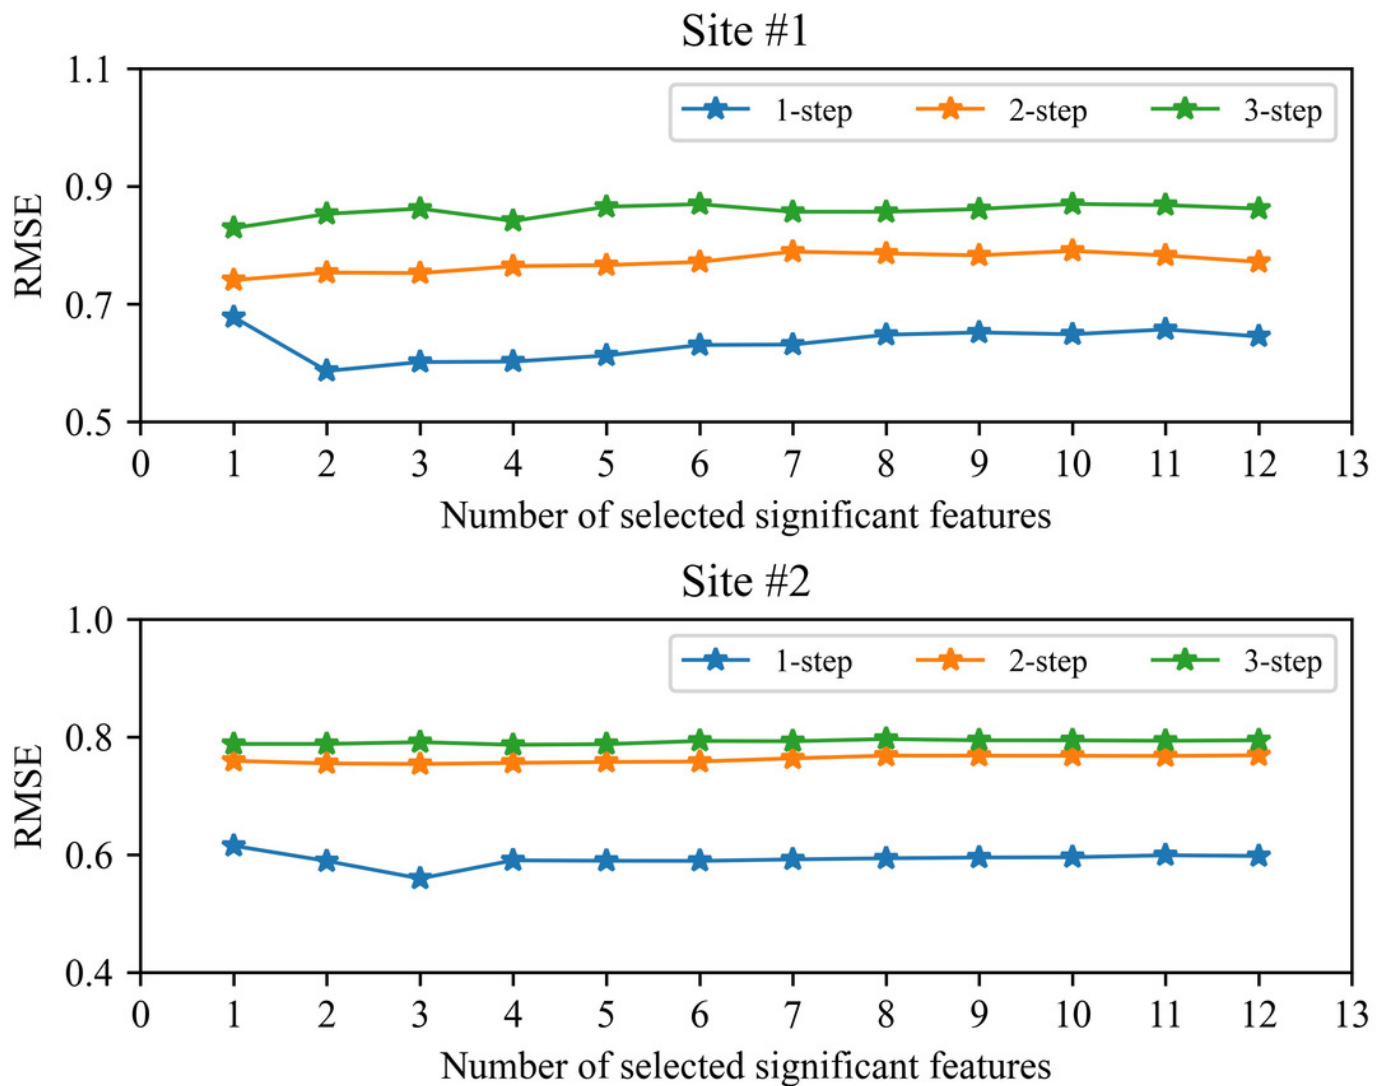 Site #1
1.1
0.9
0.7
0.5
RMSE
1-step 2-step 3-step
0 1 2 3 4 5 6 7 8 9 10 11 12 13
Number of selected significant features
Site #2
1.0
0.8
0.6
0.4
RMSE
1-step 2-step 3-step
0 1 2 3 4 5 6 7 8 9 10 11 12 13
Number of selected significant features